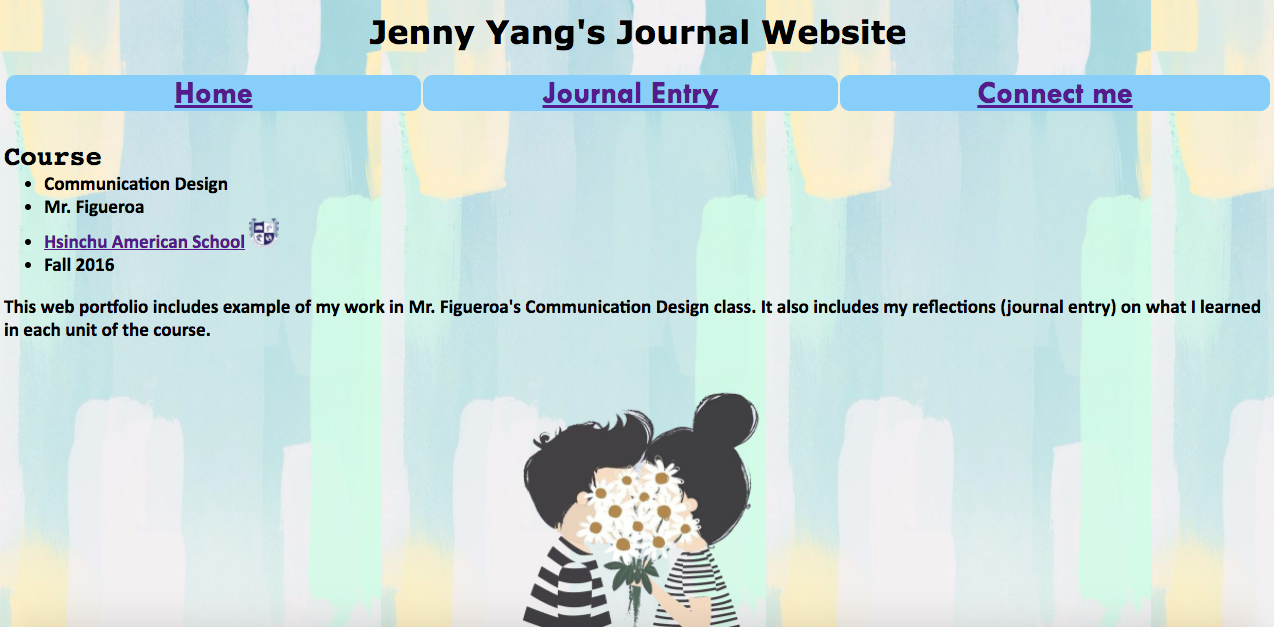 Jenny Yang's Journal Website
Home
Journal Entry
Connect me
Course
Communication Design
Mr. Figueroa
Hsinchu American School
Fall 2016
This web portfolio includes example of my work in Mr. Figueroa's Communication Design class. It also includes my reflections (journal entry) on what I learned
in each unit of the course.